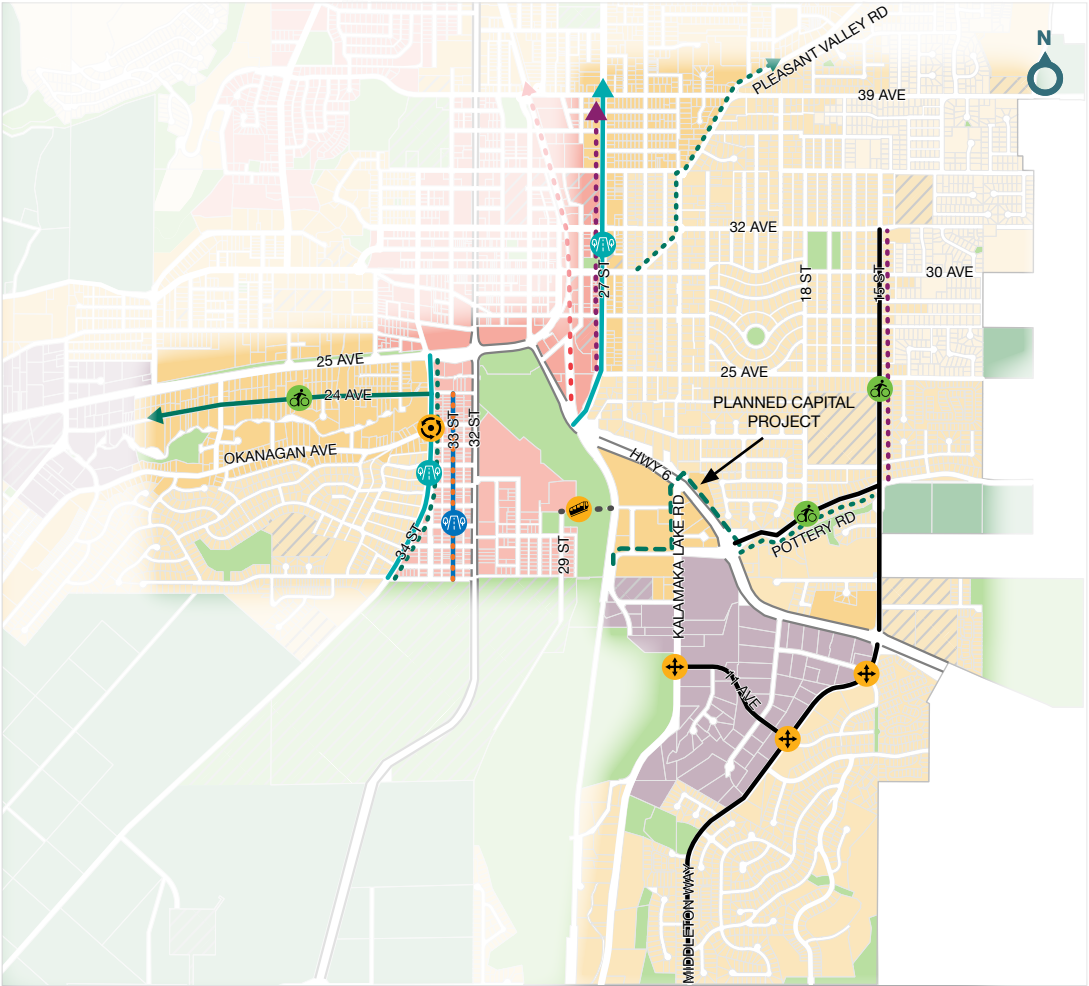 PLEASANT VALLEY RD
N
39 AVE
32 AVE
27 ST
18 ST
15 ST
30 AVE
25 AVE
25 AVE
24 AVE
PLANNED CAPITAL
PROJECT
33 ST
32 ST
OKANAGAN AVE
HWY 6
34 ST
29 ST
KALAMAKA LAKE RD
POTTERY RD
11 AVE
MIDDLETON WAY